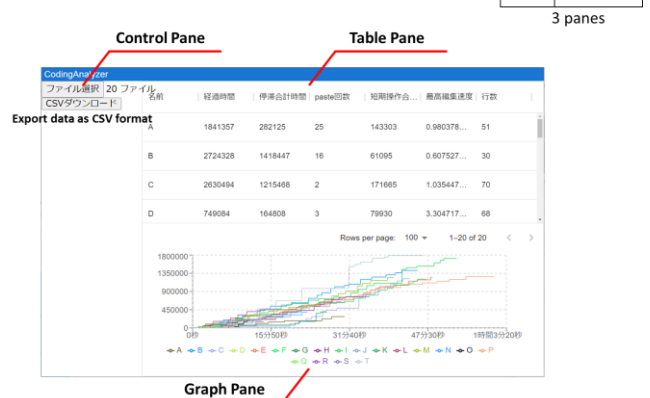 3 panes
Control Pane
Table Pane
CodingAnalyzer
ファイル選択 20 ファイル
CSVダウンロード
Export data as CSV format
名前 経過時間 停滞合計時間 paste回数 短期操作合... 最高編集速度 行数
A 1841357 282125 25 143303 0.980378... 51
B 2724328 1418447 16 61095 0.607527... 30
C 2630494 1215468 2 171665 1.035447... 70
D 749084 164808 3 79930 3.304717... 68
Rows per page: 100 1–20 of 20
1800000
1350000
900000
450000
0
0秒 15分50秒 31分40秒 47分30秒 1時間3分20秒
A B C D E F G H I J K L M N O P
Q R S T
Graph Pane